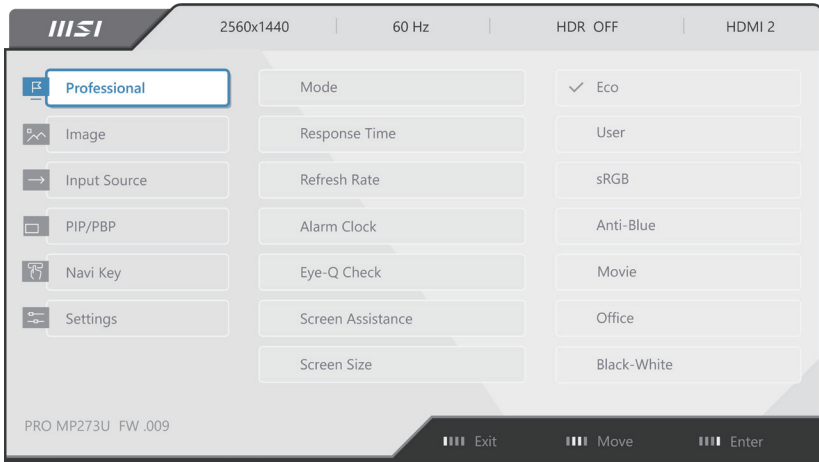 msi
2560x1440
60 Hz
HDR OFF
HDMI 2
Professional
Image
Input Source
PIP/PBP
Navi Key
Settings
Mode
Response Time
Refresh Rate
Alarm Clock
Eye-Q Check
Screen Assistance
Screen Size
Eco
User
sRGB
Anti-Blue
Movie
Office
Black-White
PRO MP273U FW .009
Exit
Move
Enter